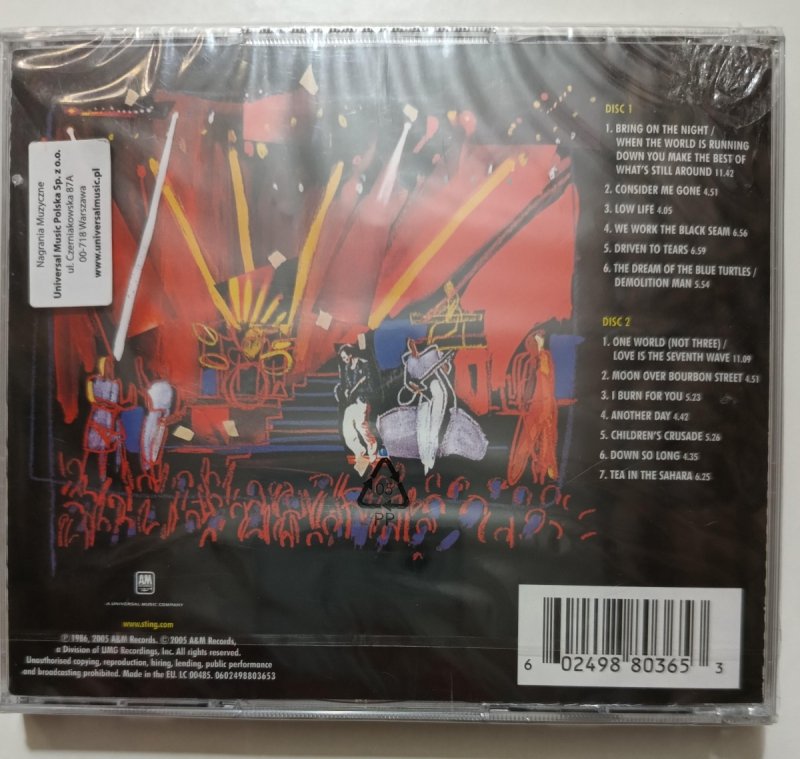 Nagrania Muzyczne
Universal Music Polska Sp. z o.o.
ul. Czerniakowska 87A
00-718 Warszawa
www.universalmusic.pl
DISC 1
1. BRING ON THE NIGHT /
WHEN THE WORLD IS RUNNING
DOWN YOU MAKE THE BEST OF
WHAT'S STILL AROUND 11.42
2. CONSIDER ME GONE 4.51
3. LOW LIFE 4.05
4. WE WORK THE BLACK SEAM 6.56
5. DRIVEN TO TEARS 6.59
6. THE DREAM OF THE BLUE TURTLES /
DEMOLITION MAN 5.54
DISC 2
1. ONE WORLD (NOT THREE) /
LOVE IS THE SEVENTH WAVE 11.09
2. MOON OVER BOURBON STREET 4.51
3. I BURN FOR YOU 5.23
4. ANOTHER DAY 4.42
5. CHILDREN'S CRUSADE 5.26
6. DOWN SO LONG 4.35
7. TEA IN THE SAHARA 6.25
PP
A&M
A UNIVERSAL MUSIC COMPANY
www.sting.com
℗ 1986, 2005 A&M Records. © 2005 A&M Records,
a Division of UMG Recordings, Inc. All rights reserved.
Unauthorised copying, reproduction, hiring, lending, public performance
and broadcasting prohibited. Made in the EU. LC 00485. 0602498803653
6 02498 80365 3